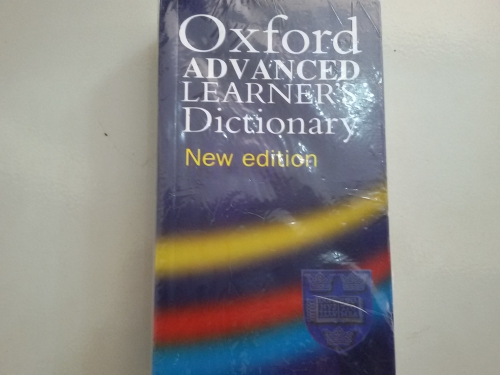 Oxford
ADVANCED
LEARNER'S
Dictionary
New edition